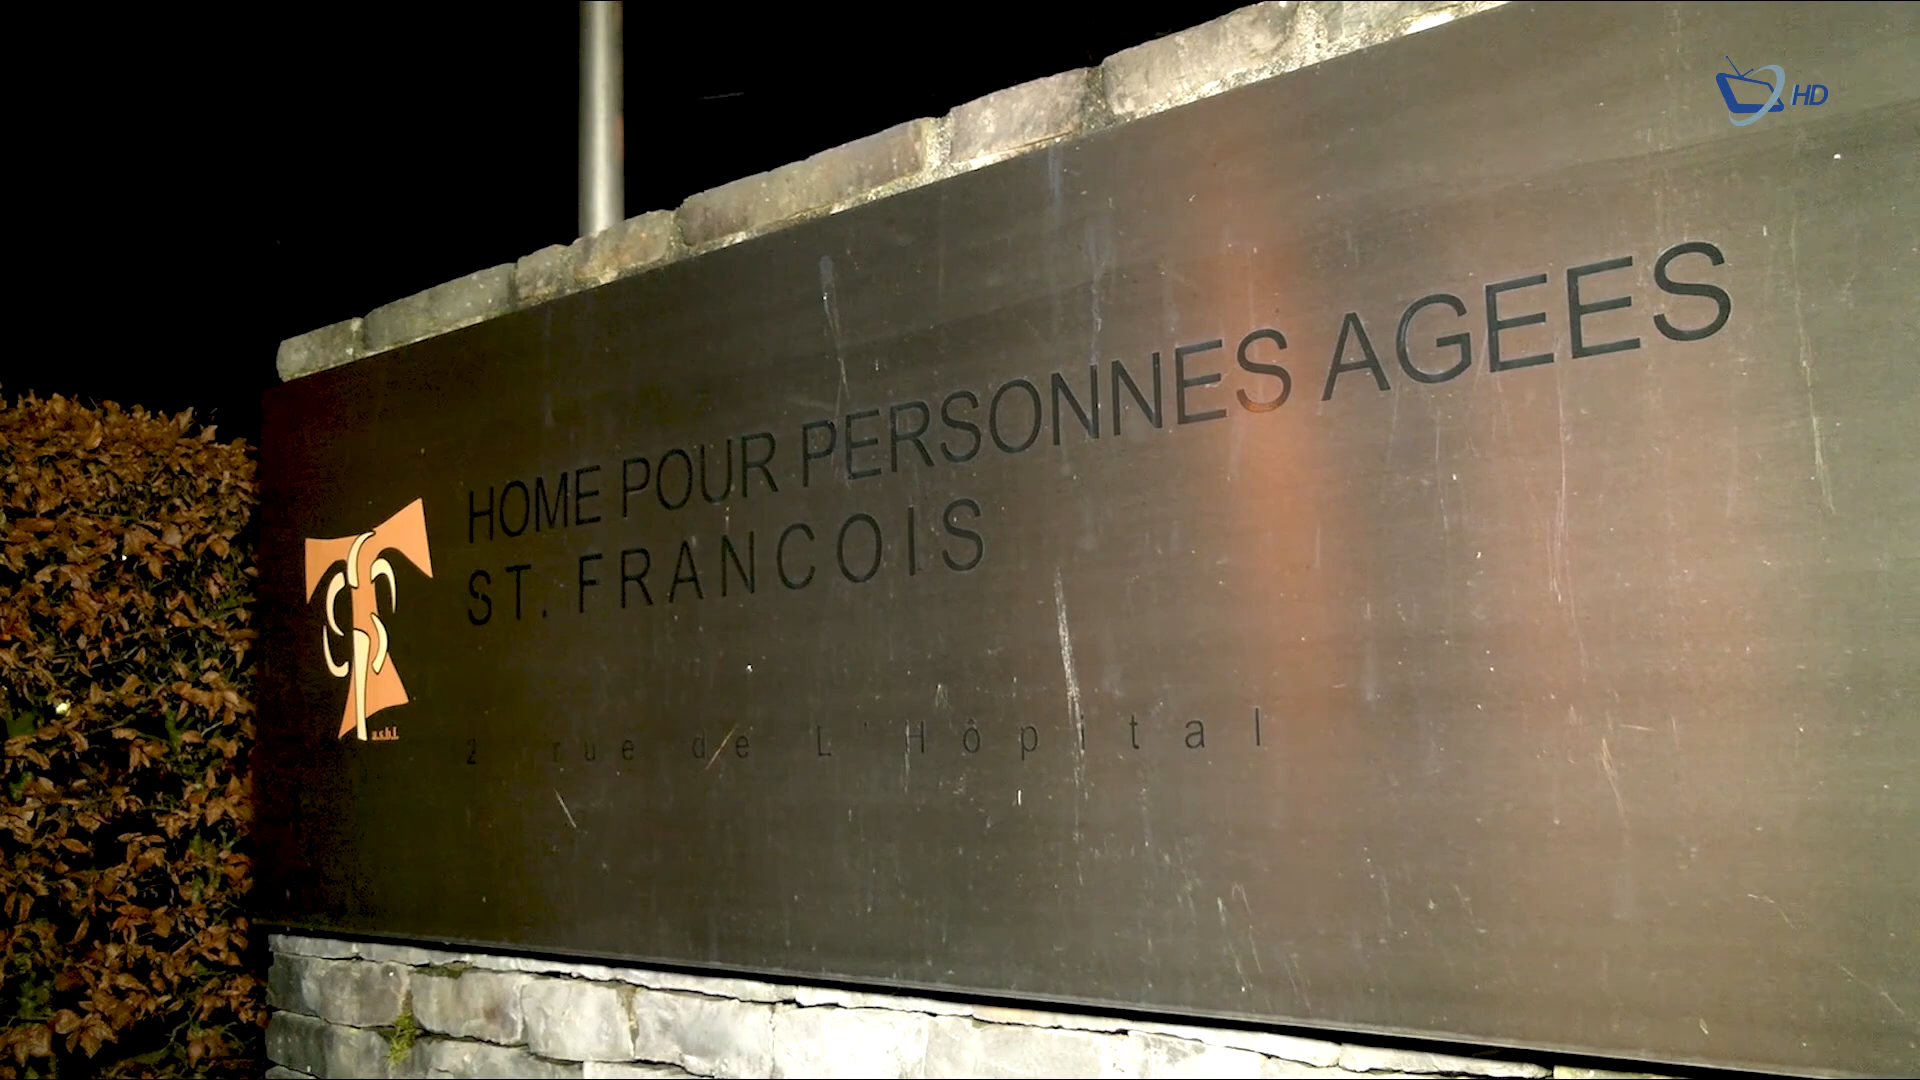 HD
HOME POUR PERSONNES AGEES
ST. FRANCOIS
a.s.b.l.
2 rue de L'Hôpital